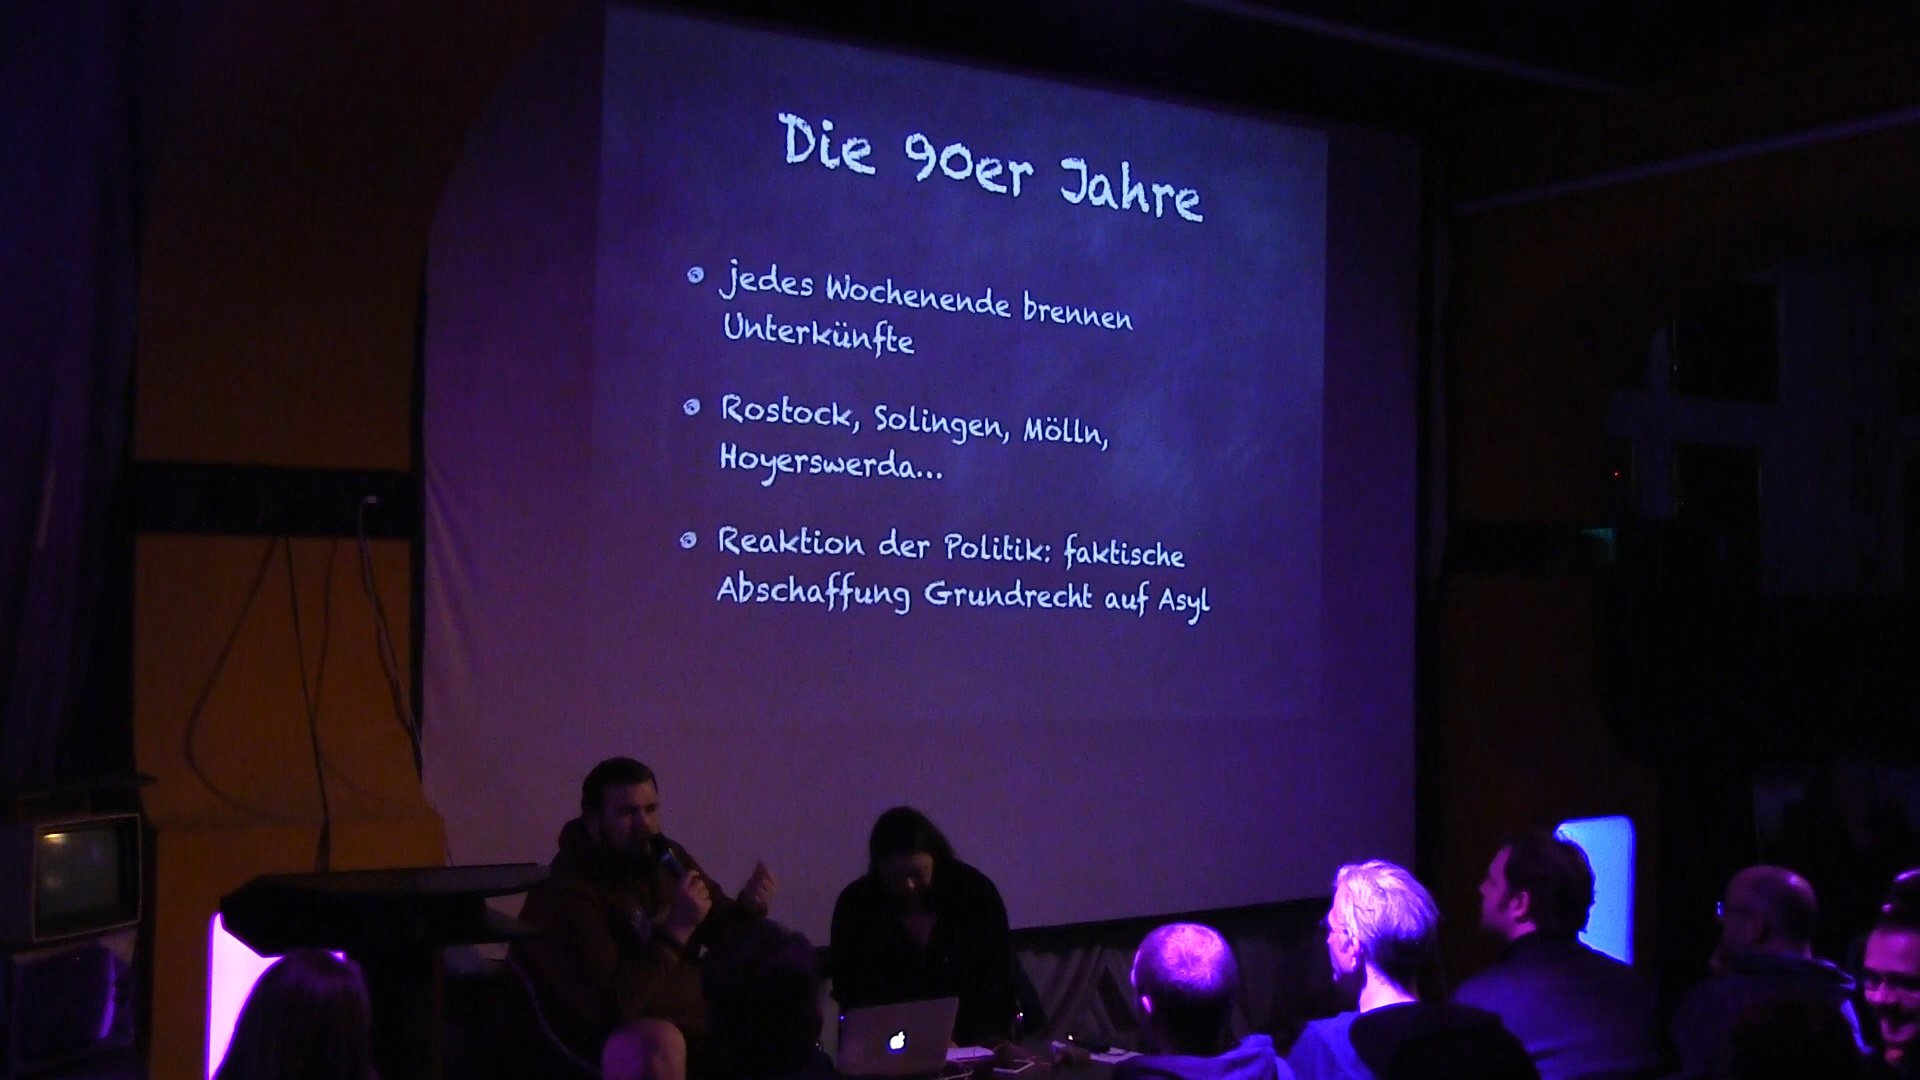 Die 90er Jahre
jedes Wochenende brennen
Unterkünfte
Rostock, Solingen, Mölln,
Hoyerswerda...
Reaktion der Politik: faktische
Abschaffung Grundrecht auf Asyl